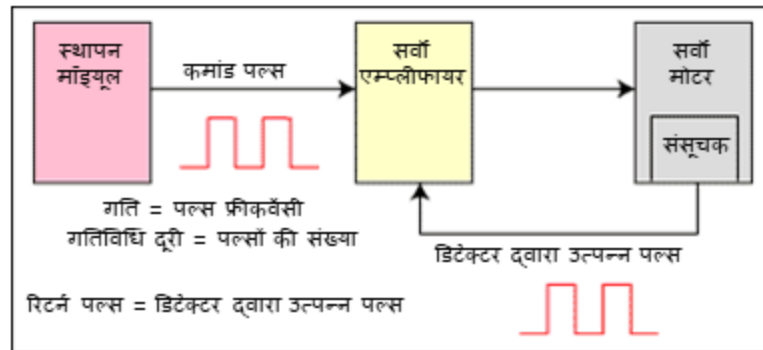 स्थापन
मॉड्यूल
कमांड पल्स
सर्वो
एम्प्लीफायर
सर्वो
मोटर
संसूचक
गति = पल्स फ्रीकवेंसी
गतिविधि दूरी = पल्सों की संख्या
डिटेक्टर द्वारा उत्पन्न पल्स
रिटर्न पल्स = डिटेक्टर द्वारा उत्पन्न पल्स